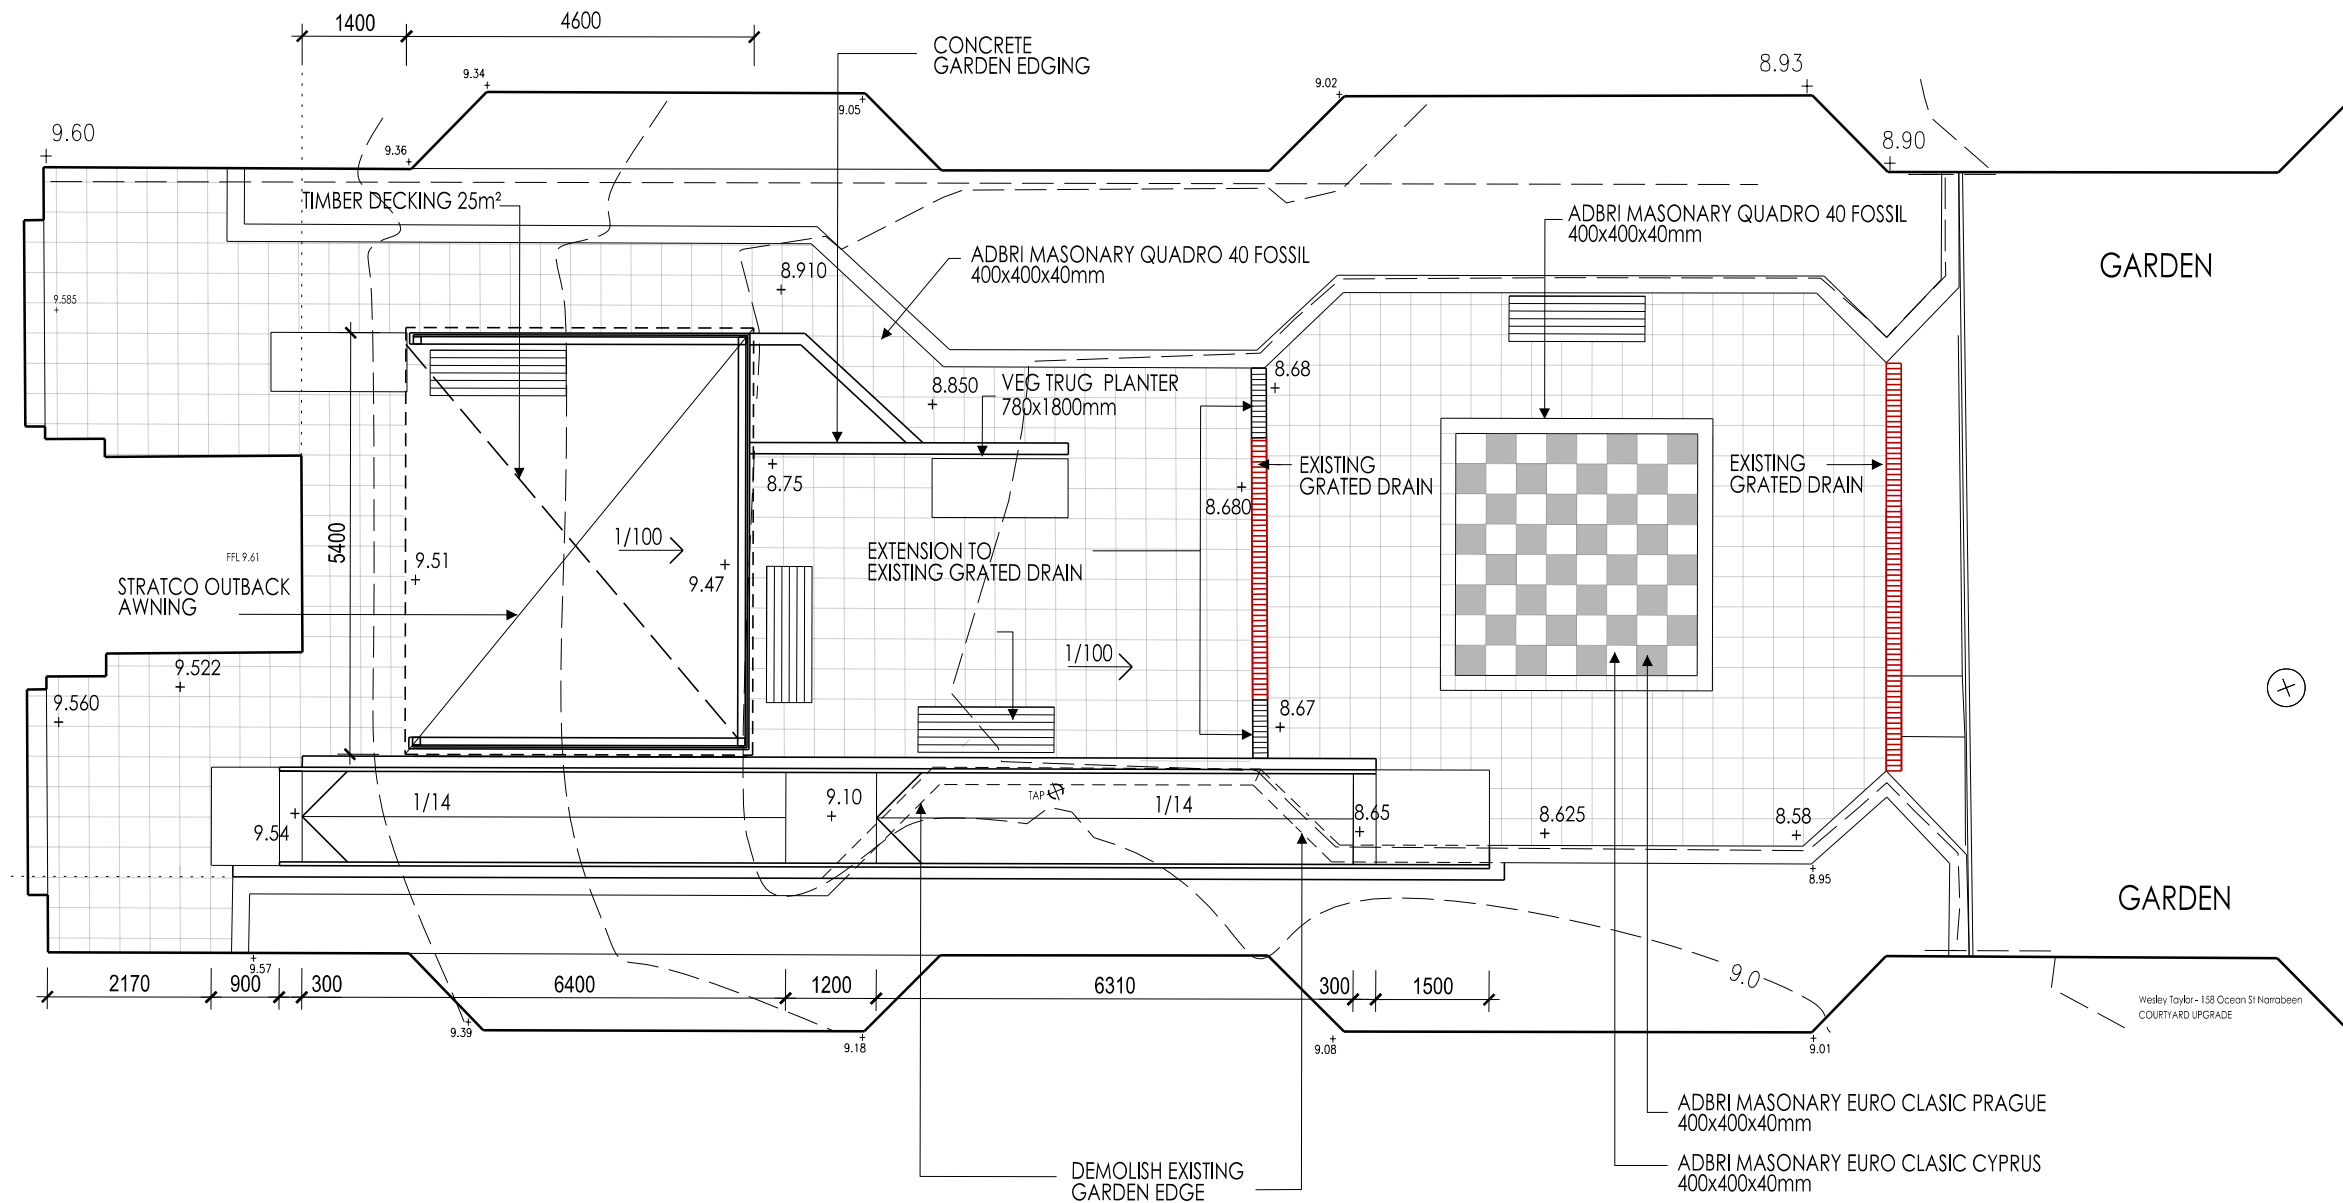 1400
4600
CONCRETE
GARDEN EDGING
9.34
9.05
9.02
8.93
9.60
9.36
8.90
TIMBER DECKING 25m²
ADBRI MASONARY QUADRO 40 FOSSIL
400x400x40mm
ADBRI MASONARY QUADRO 40 FOSSIL
400x400x40mm
GARDEN
8.910
9.585
8.68
8.850
VEG TRUG PLANTER
780x1800mm
EXISTING
GRATED DRAIN
EXISTING
GRATED DRAIN
8.75
8.680
5400
1/100
EXTENSION TO
EXISTING GRATED DRAIN
FFL 9.61
9.51
9.47
STRATCO OUTBACK
AWNING
1/100
9.522
9.560
8.67
TAP
1/14
9.10
1/14
9.54
8.65
8.625
8.58
8.95
GARDEN
9.57
2170
900
300
6400
1200
6310
300
1500
9.0
Wesley Taylor - 158 Ocean St Narrabeen
COURTYARD UPGRADE
9.39
9.18
9.08
9.01
ADBRI MASONARY EURO CLASIC PRAGUE
400x400x40mm
ADBRI MASONARY EURO CLASIC CYPRUS
400x400x40mm
DEMOLISH EXISTING
GARDEN EDGE